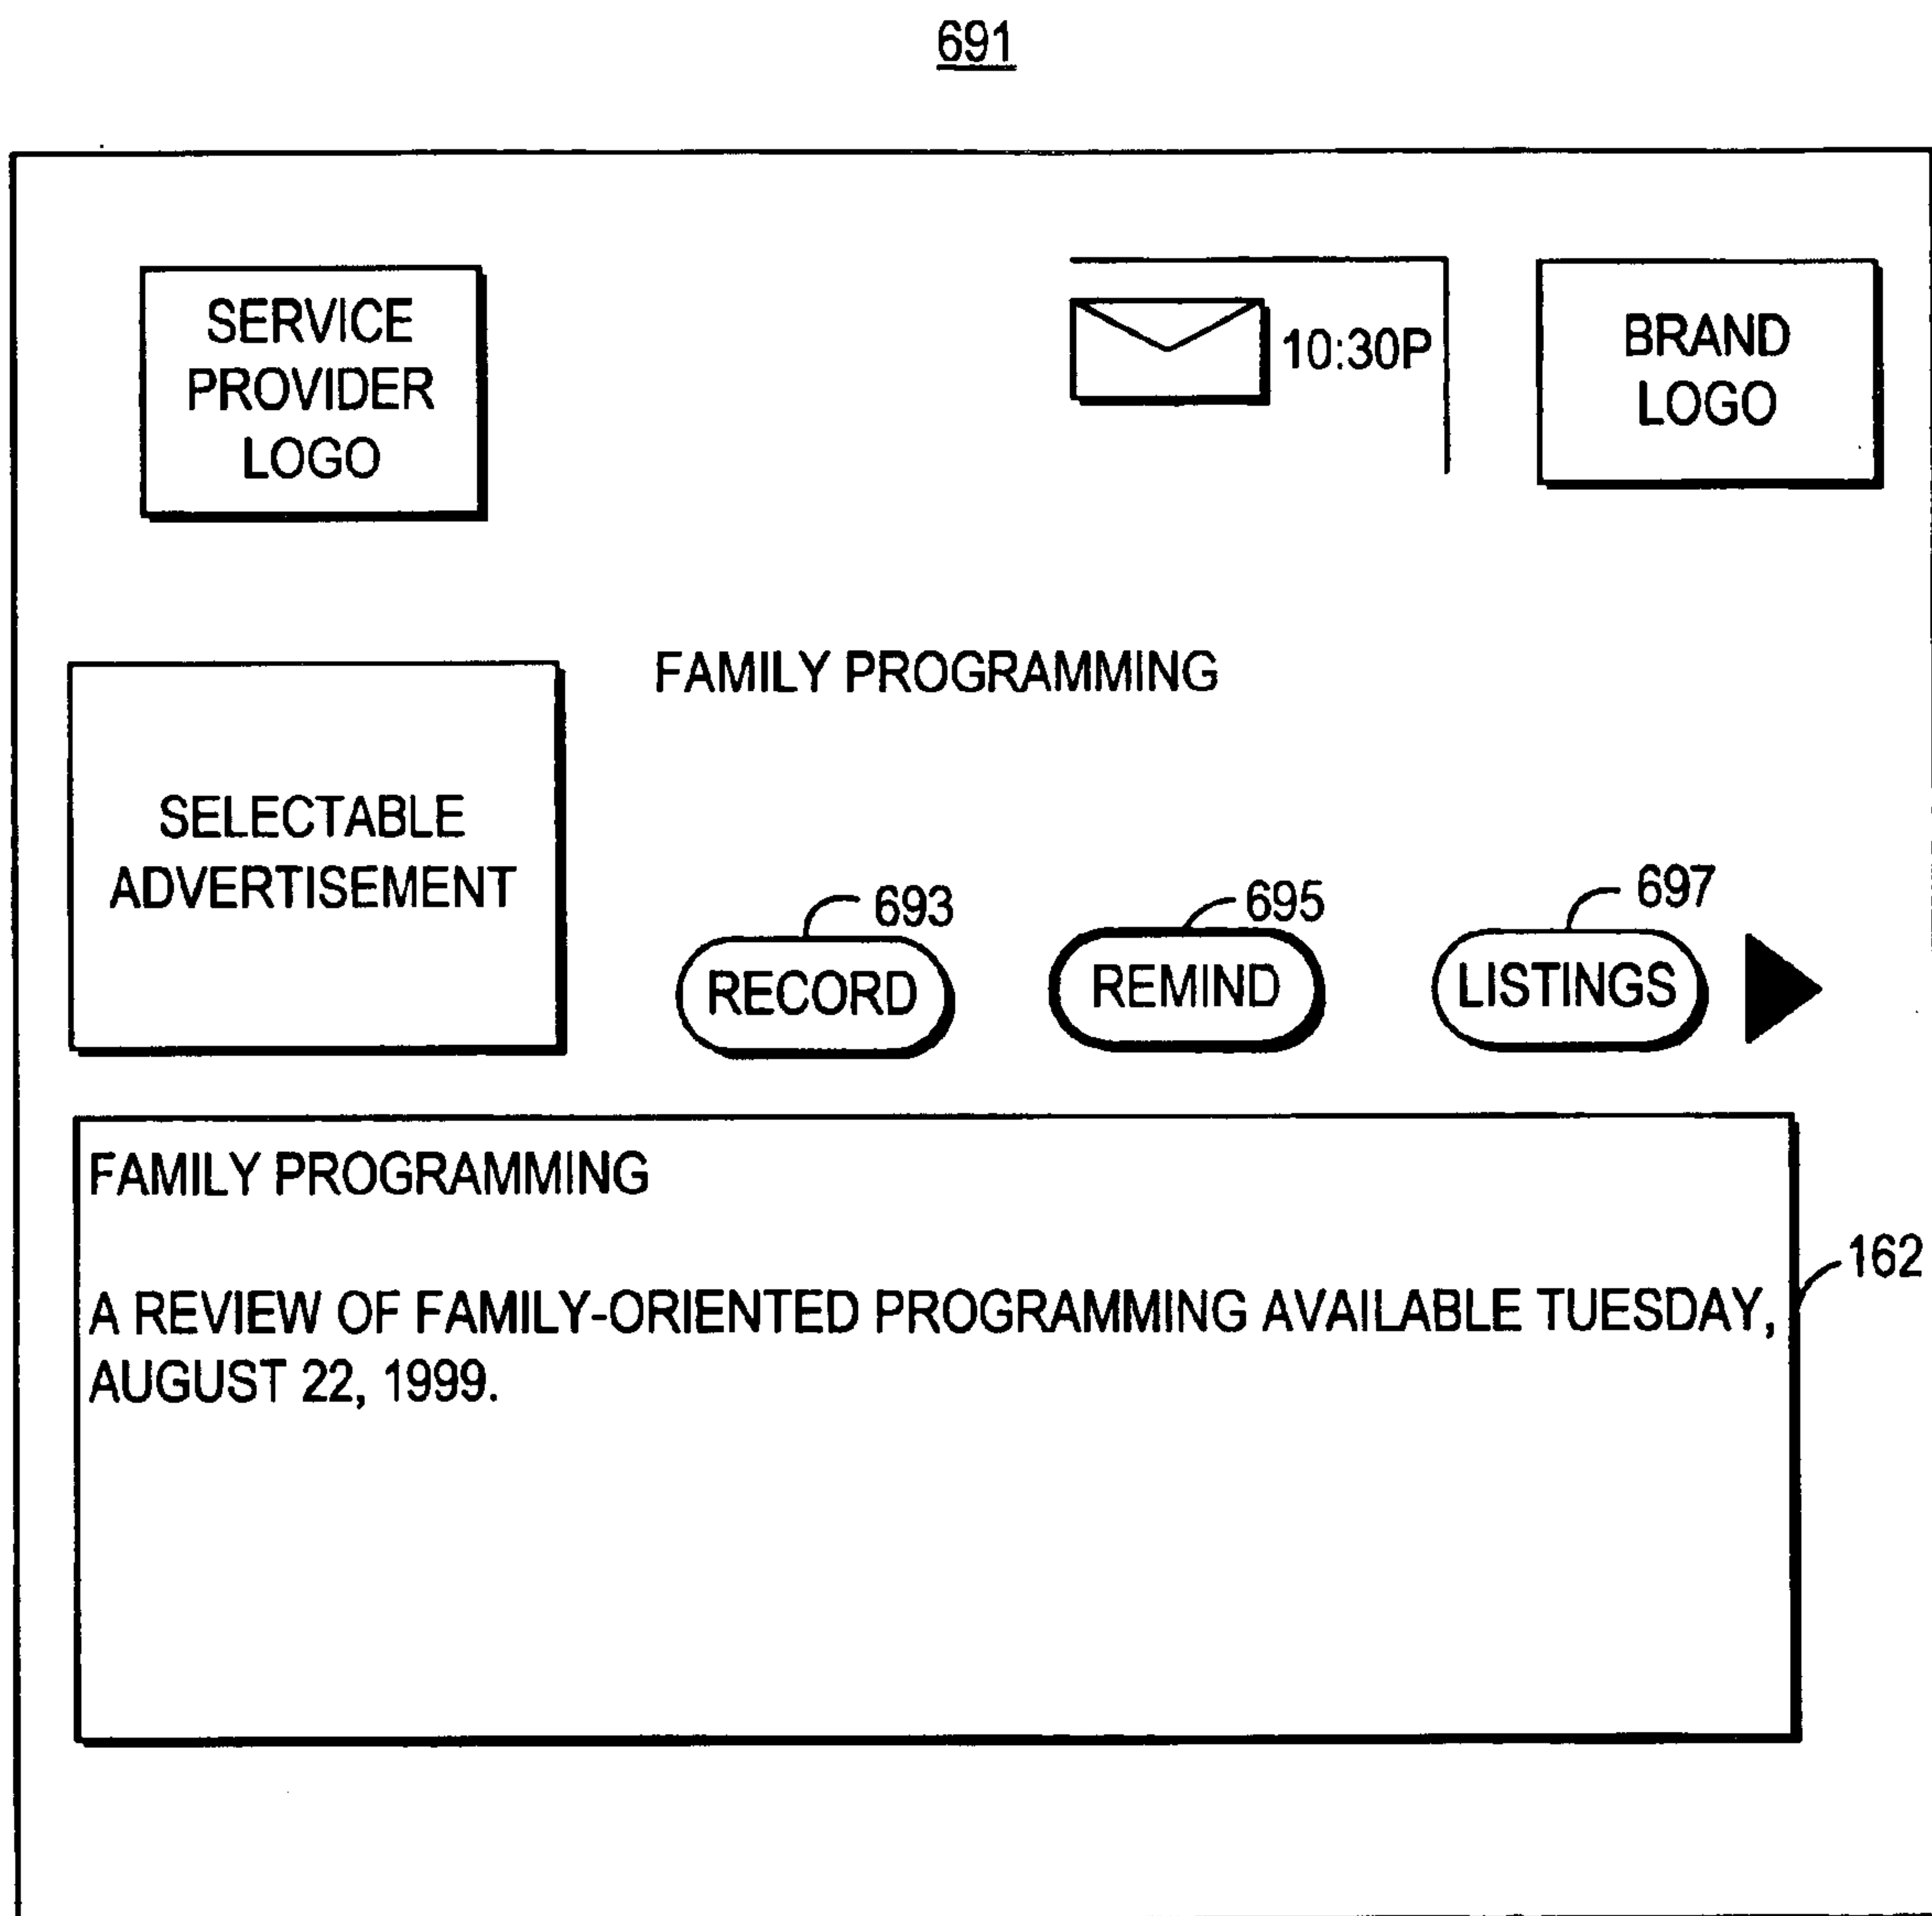 691
SERVICE
PROVIDER
LOGO
10:30P
BRAND
LOGO
FAMILY PROGRAMMING
SELECTABLE
ADVERTISEMENT
693
695
697
RECORD
REMIND
LISTINGS
FAMILY PROGRAMMING
162
A REVIEW OF FAMILY-ORIENTED PROGRAMMING AVAILABLE TUESDAY,
AUGUST 22, 1999.